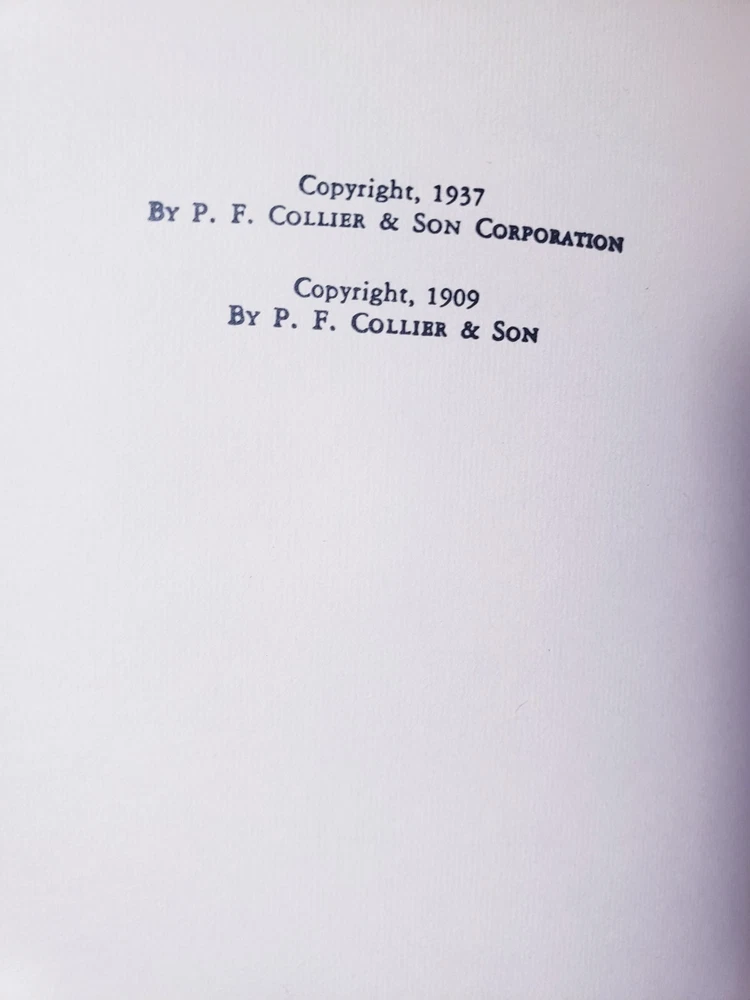 Copyright, 1937
By P. F. Collier & Son Corporation
Copyright, 1909
By P. F. Collier & Son